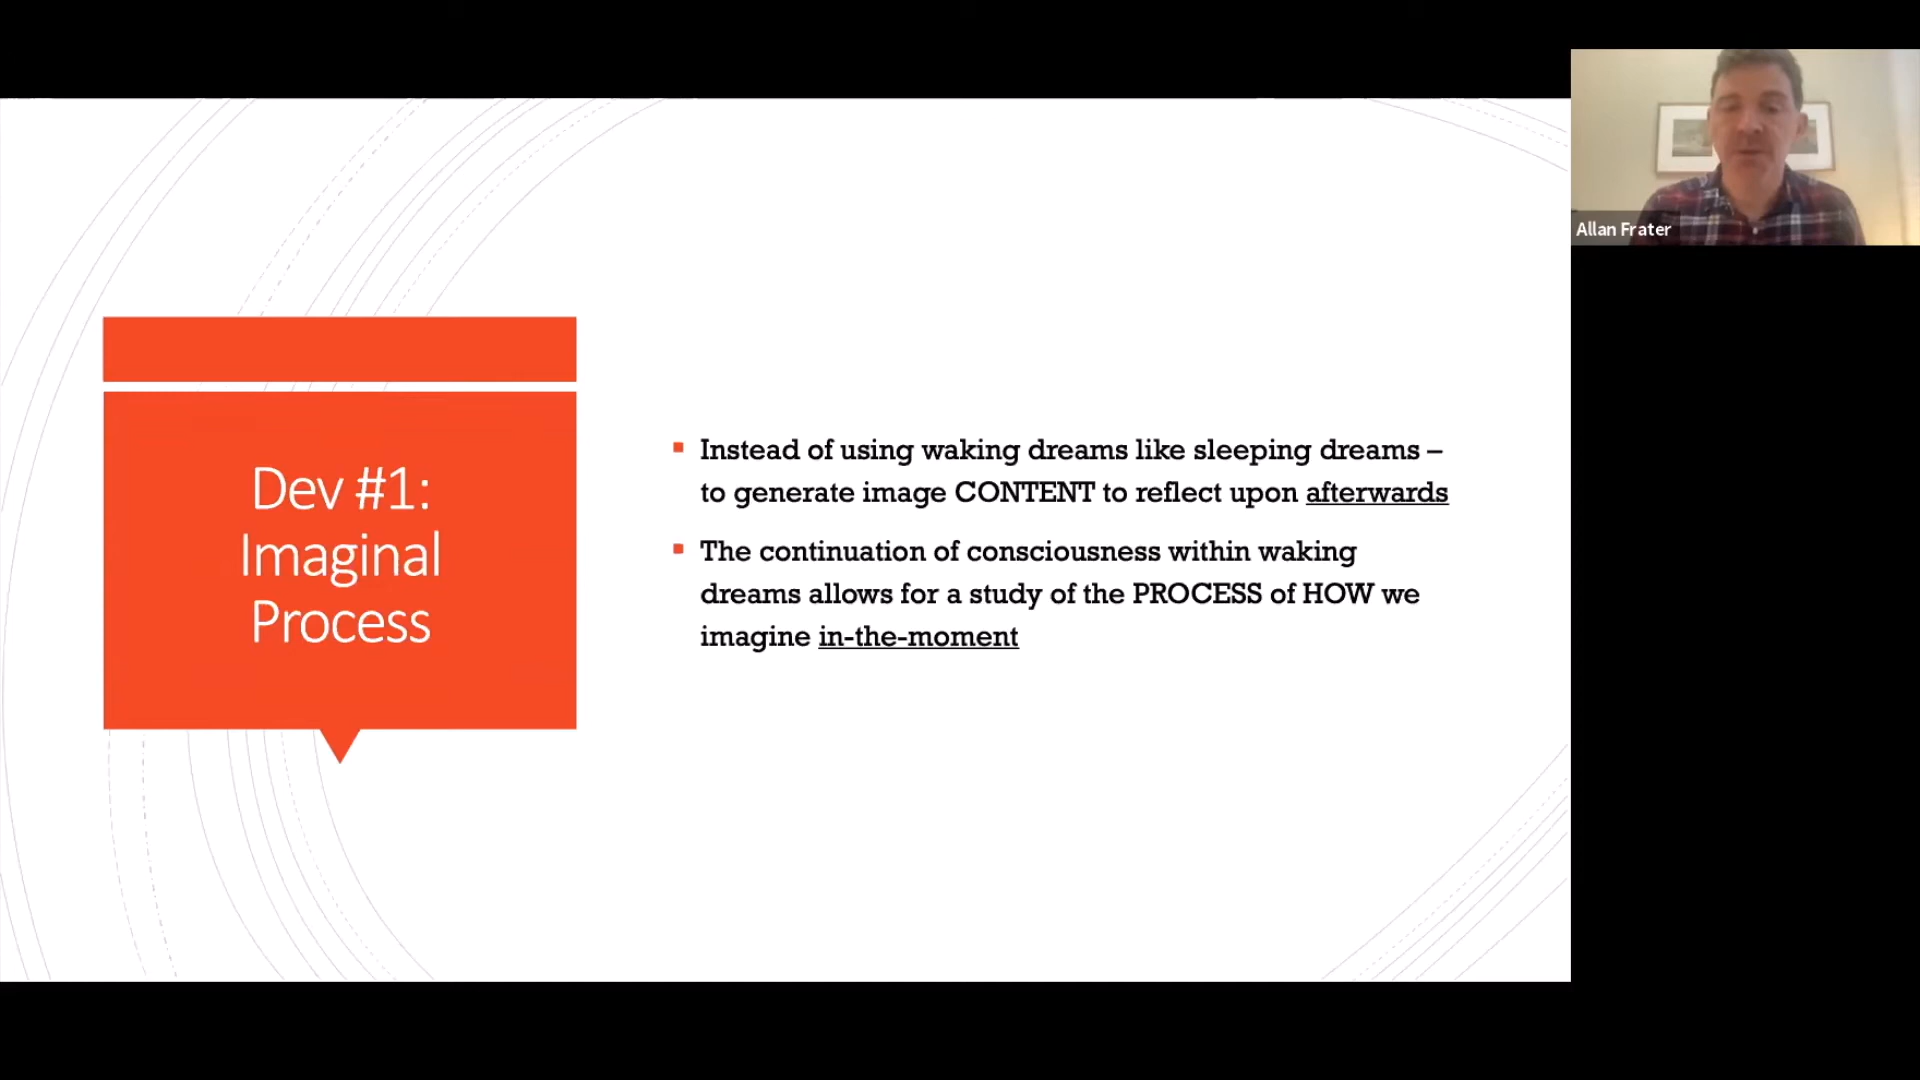 Dev #1:
Imaginal
Process
Instead of using waking dreams like sleeping dreams –
to generate image CONTENT to reflect upon afterwards
The continuation of consciousness within waking
dreams allows for a study of the PROCESS of HOW we
imagine in-the-moment
Allan Frater